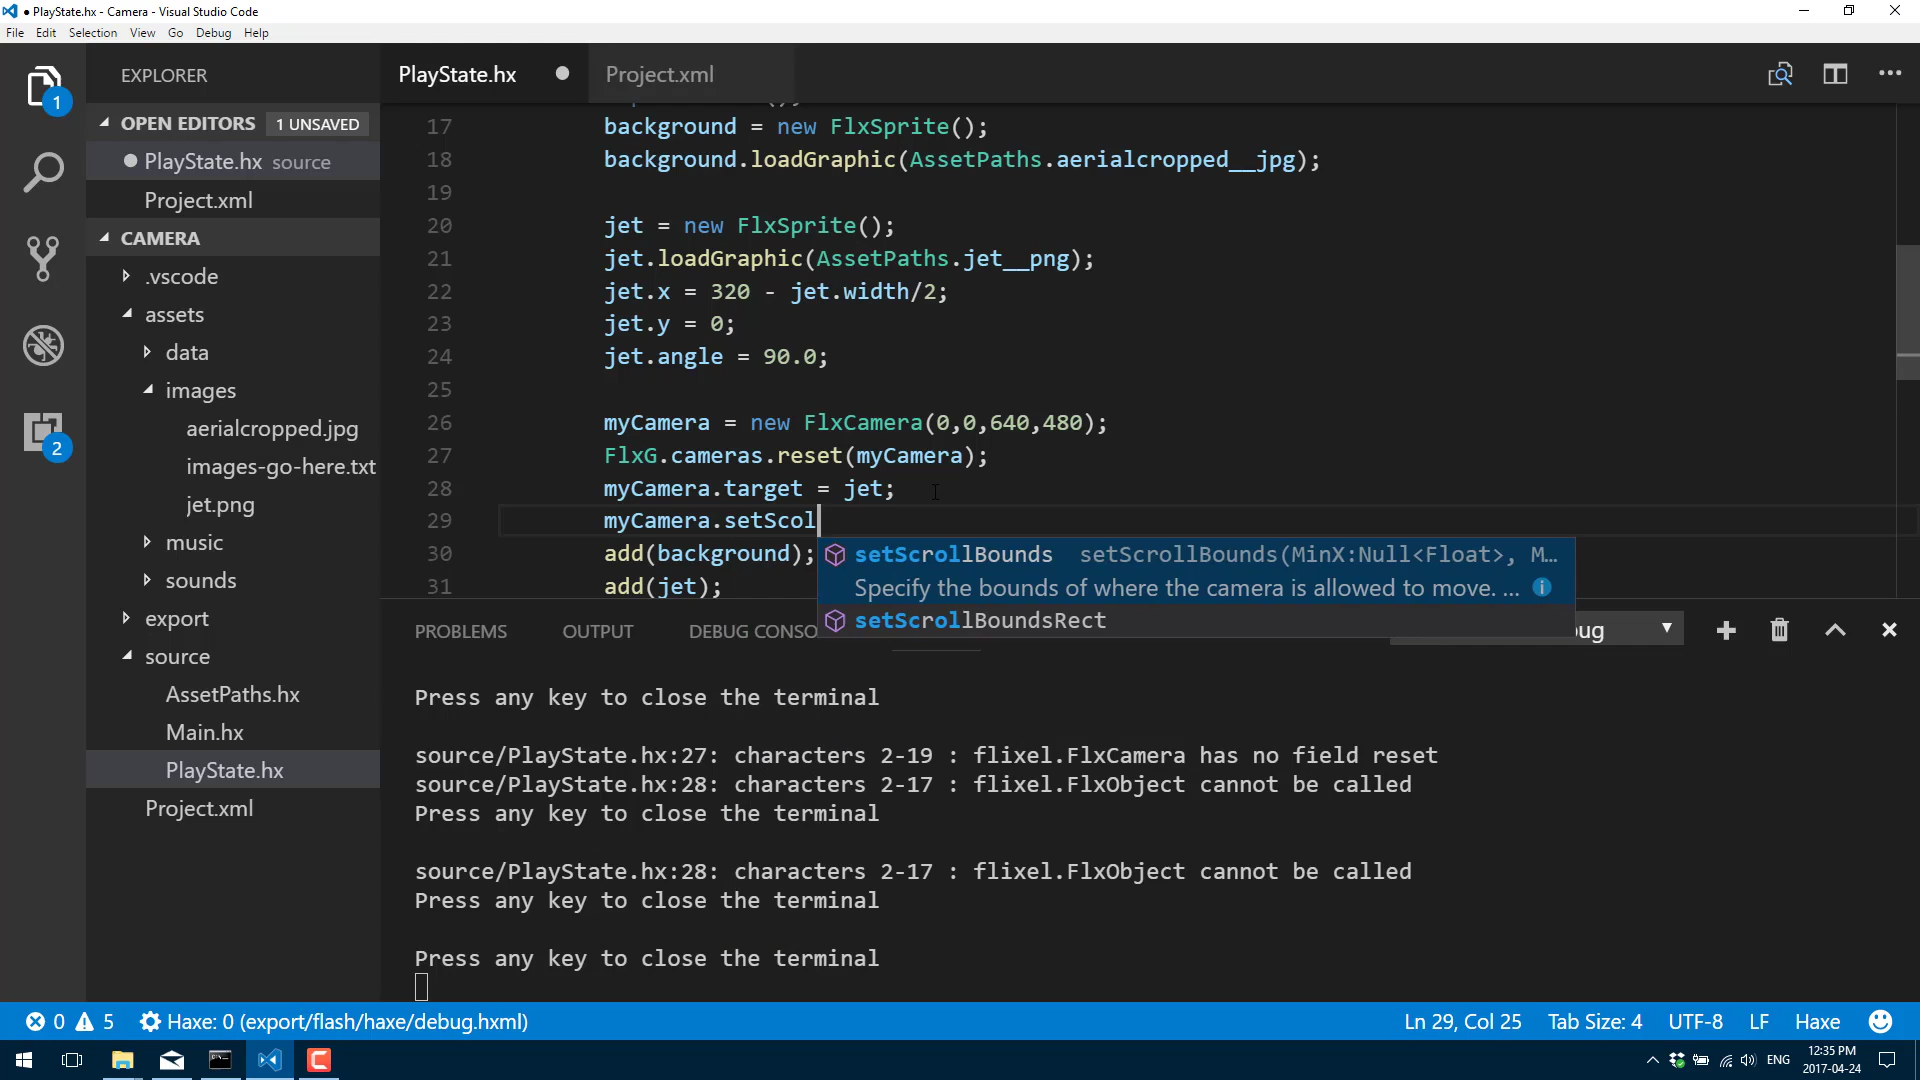 PlayState.hx - Camera - Visual Studio Code
File Edit Selection View Go Debug Help
EXPLORER
OPEN EDITORS 1 UNSAVED
PlayState.hx source
Project.xml
CAMERA
.vscode
assets
data
images
aerialcropped.jpg
images-go-here.txt
jet.png
music
sounds
export
source
AssetPaths.hx
Main.hx
PlayState.hx
Project.xml
1
2
PlayState.hx Project.xml
17 background = new FlxSprite();
18 background.loadGraphic(AssetPaths.aerialcropped__jpg);
19
20 jet = new FlxSprite();
21 jet.loadGraphic(AssetPaths.jet__png);
22 jet.x = 320 - jet.width/2;
23 jet.y = 0;
24 jet.angle = 90.0;
25
26 myCamera = new FlxCamera(0,0,640,480);
27 FlxG.cameras.reset(myCamera);
28 myCamera.target = jet;
29 myCamera.setScol
30 add(background);
31 add(jet);
setScrollBounds setScrollBounds(MinX:Null<Float>, M...
Specify the bounds of where the camera is allowed to move. ...
setScrollBoundsRect
PROBLEMS OUTPUT DEBUG CONSO ug
Press any key to close the terminal
source/PlayState.hx:27: characters 2-19 : flixel.FlxCamera has no field reset
source/PlayState.hx:28: characters 2-17 : flixel.FlxObject cannot be called
Press any key to close the terminal
source/PlayState.hx:28: characters 2-17 : flixel.FlxObject cannot be called
Press any key to close the terminal
Press any key to close the terminal
0 5 Haxe: 0 (export/flash/haxe/debug.hxml) Ln 29, Col 25 Tab Size: 4 UTF-8 LF Haxe
ENG 12:35 PM
2017-04-24